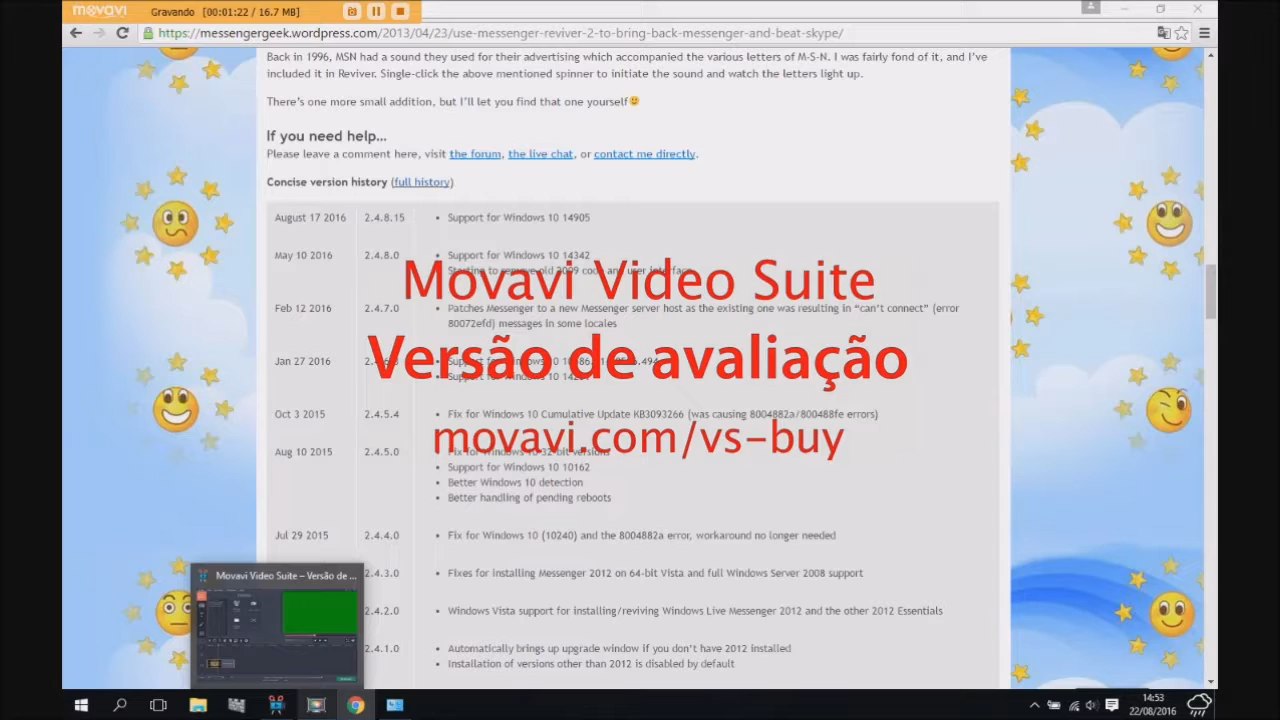 movavi Gravando [00:01:22 / 16.7 MB]
https://messengergeek.wordpress.com/2013/04/23/use-messenger-reviver-2-to-bring-back-messenger-and-beat-skype/
Back in 1996, MSN had a sound they used for their advertising which accompanied the various letters of M-S-N. I was fairly fond of it, and I've
included it in Reviver. Single-click the above mentioned spinner to initiate the sound and watch the letters light up.
There's one more small addition, but I'll let you find that one yourself
If you need help...
Please leave a comment here, visit the forum, the live chat, or contact me directly.
Concise version history (full history)
August 17 2016 2.4.8.15 • Support for Windows 10 14905
May 10 2016 2.4.8.0 • Support for Windows 10 14342
Starting to remove old 2009 code and user interface
Movavi Video Suite
Feb 12 2016 2.4.7.0 Patches Messenger to a new Messenger server host as the existing one was resulting in "can't connect" (error
80072efd) messages in some locales
Jan 27 2016
Versão de avaliação
Oct 3 2015 2.4.5.4 • Fix for Windows 10 Cumulative Update KB3093266 (was causing 8004882a/800488fe errors)
movavi.com/vs-buy
Aug 10 2015 2.4.5.0 Fix for Windows 10 32-bit versions
• Support for Windows 10 10162
• Better Windows 10 detection
• Better handling of pending reboots
Jul 29 2015 2.4.4.0 • Fix for Windows 10 (10240) and the 8004882a error, workaround no longer needed
Movavi Video Suite – Versão de ...
2.4.3.0 • Fixes for installing Messenger 2012 on 64-bit Vista and full Windows Server 2008 support
2.4.2.0 • Windows Vista support for installing/reviving Windows Live Messenger 2012 and the other 2012 Essentials
2.4.1.0 • Automatically brings up upgrade window if you don't have 2012 installed
• Installation of versions other than 2012 is disabled by default
14:53
22/08/2016